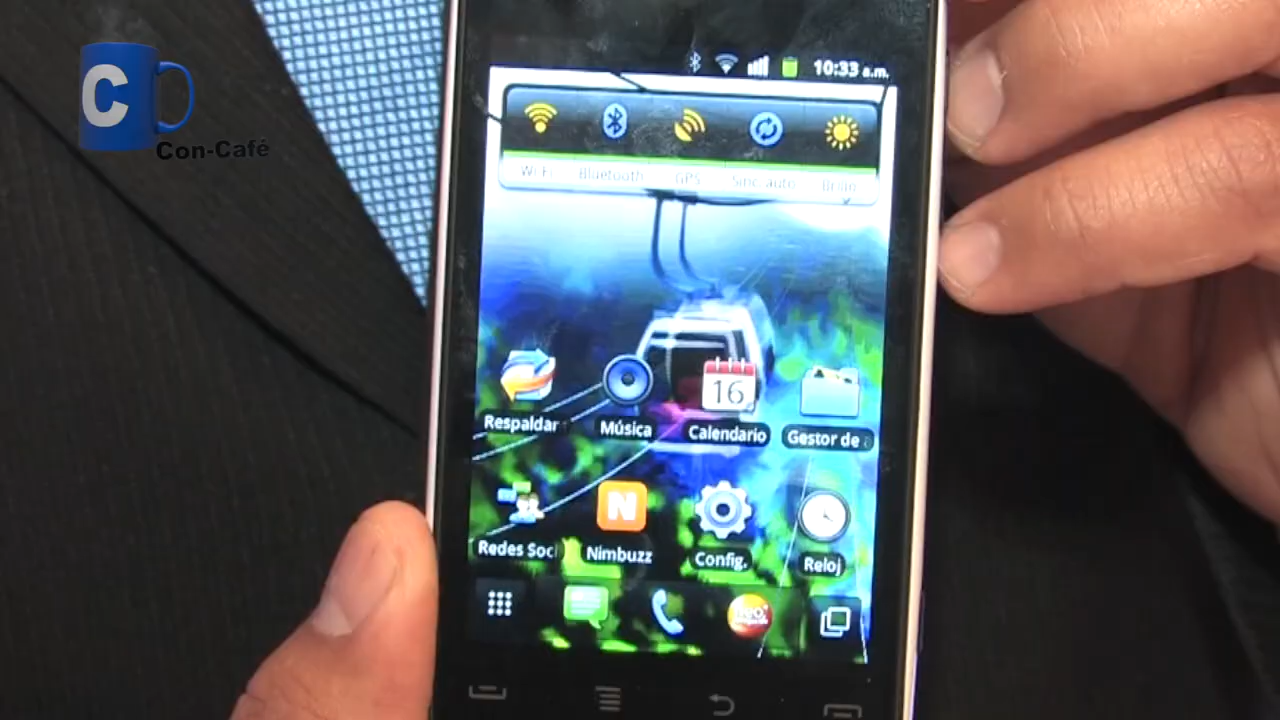 C
Con-Café
10:33 a.m.
Wi-Fi Bluetooth GPS Sinc. auto Brillo
16
Respaldar Música Calendario Gestor de a
N
Redes Soci Nimbuzz Config. Reloj